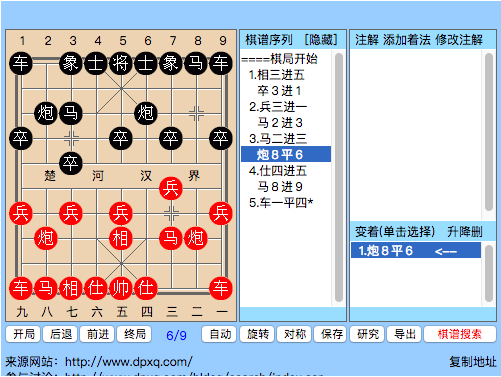 1 2 3 4 5 6 7 8 9
车 象 士 将 士 象 马 车
炮 马 炮
卒 卒 卒 卒
卒
楚 河 汉 界
兵
兵 兵 兵 兵
炮 相 马 炮
车 马 相 仕 帅 仕 车
九 八 七 六 五 四 三 二 一
棋谱序列 [隐藏]
====棋局开始
1.相三进五
卒３进１
2.兵三进一
马２进３
3.马二进三
炮８平６
4.仕四进五
马８进９
5.车一平四*
注解 添加着法 修改注解
变着(单击选择) 升降删
1.炮８平６ <--
开局 后退 前进 终局 6/9 自动 旋转 对称 保存 研究 导出 棋谱搜索
来源网站: http://www.dpxq.com/ 复制地址